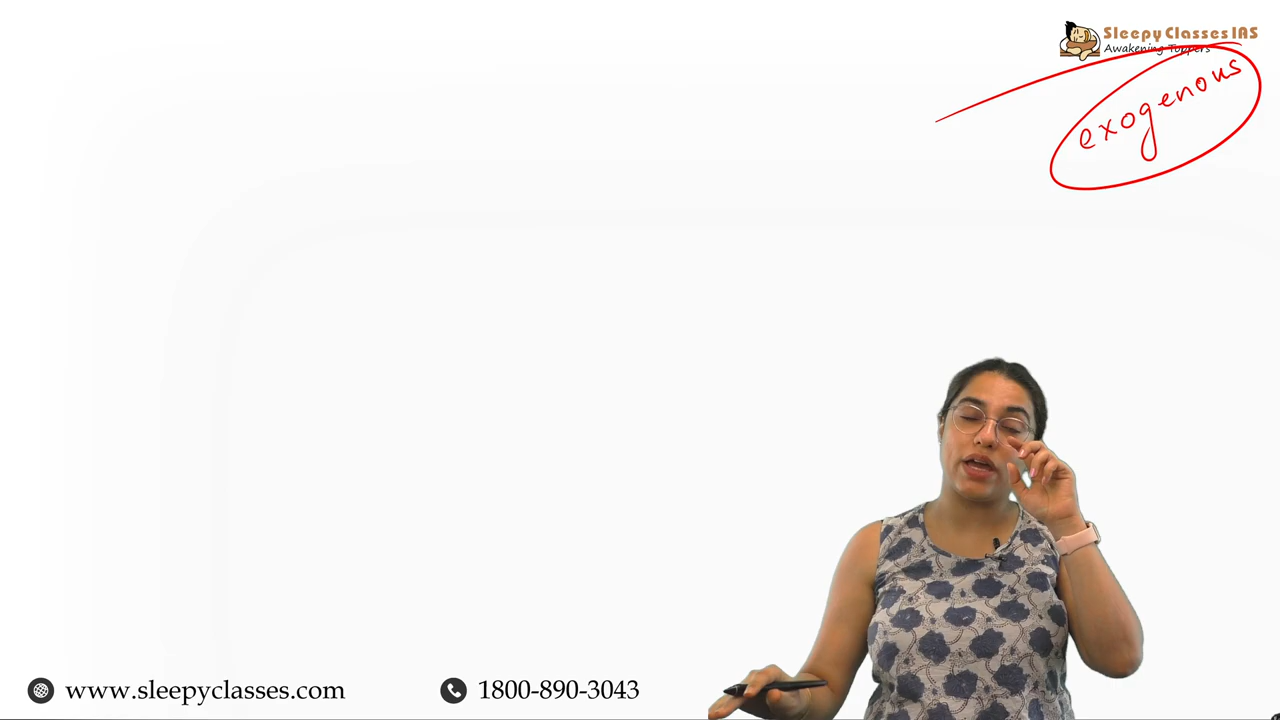 Sleepy Classes IAS
Awakening Toppers
exogenous
www.sleepyclasses.com
1800-890-3043